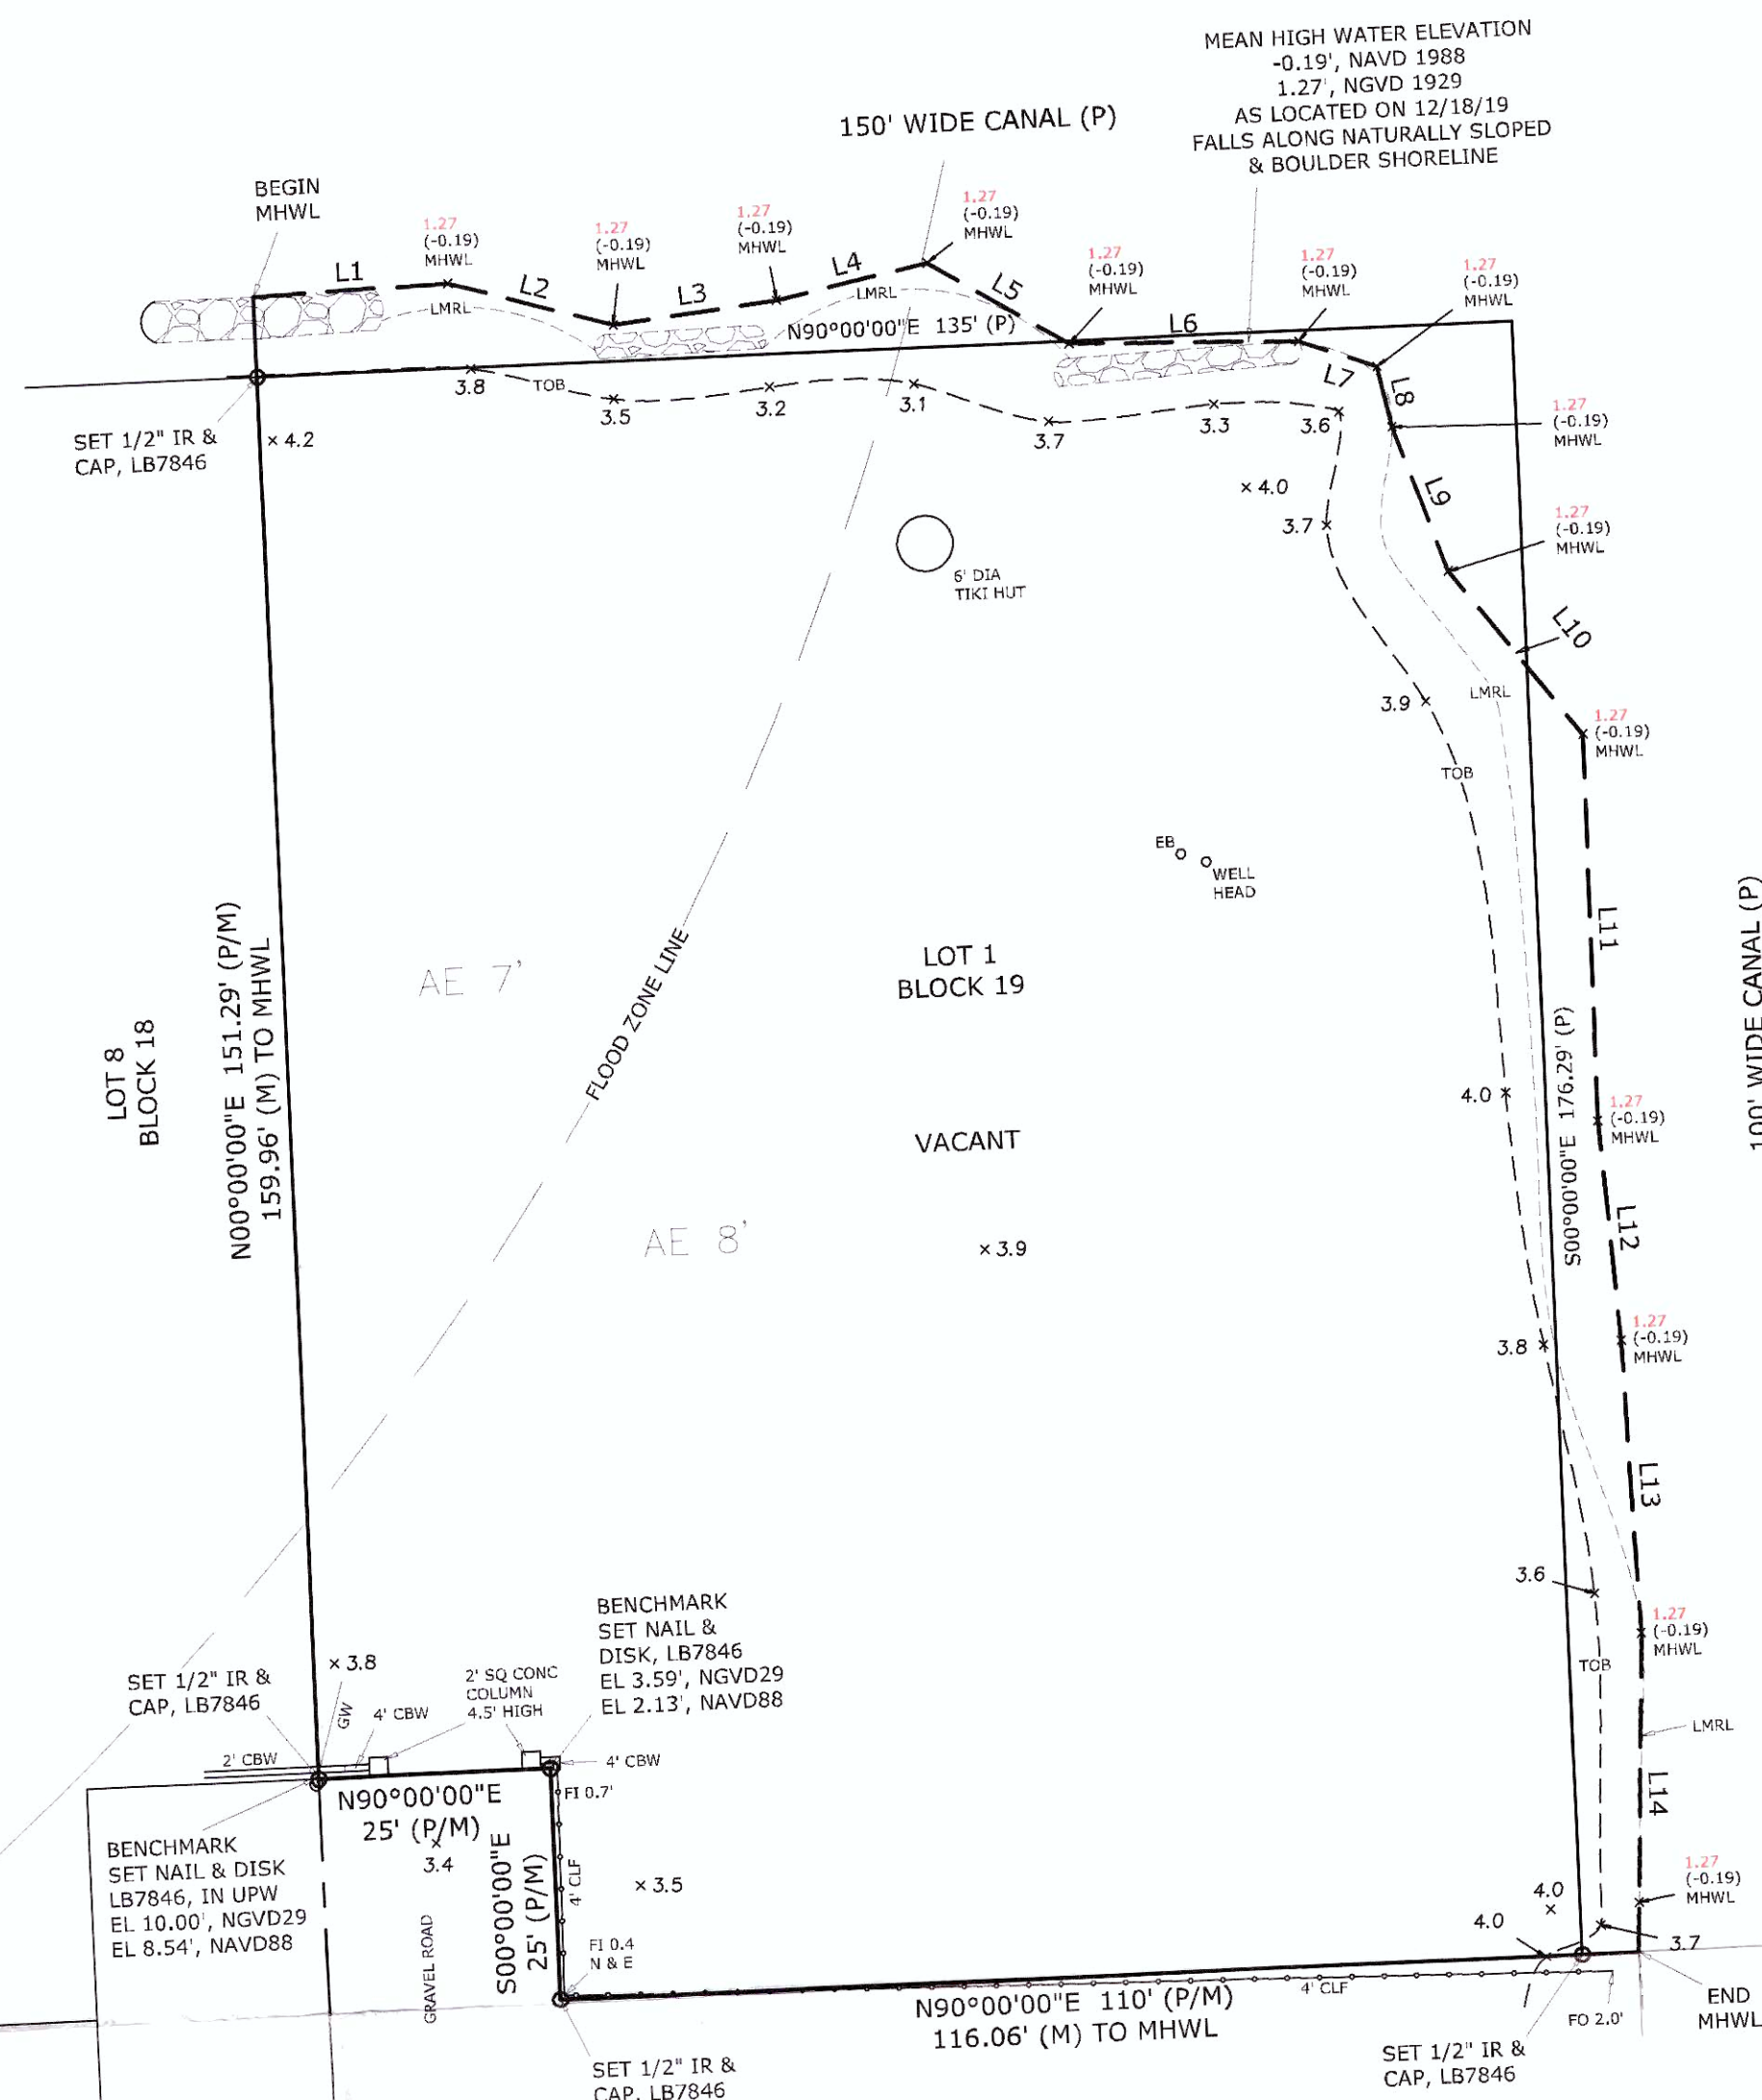 MEAN HIGH WATER ELEVATION
-0.19', NAVD 1988
1.27', NGVD 1929
AS LOCATED ON 12/18/19
FALLS ALONG NATURALLY SLOPED
& BOULDER SHORELINE
150' WIDE CANAL (P)
BEGIN
MHWL
1.27
(-0.19)
MHWL
1.27
(-0.19)
MHWL
1.27
(-0.19)
MHWL
1.27
(-0.19)
MHWL
1.27
(-0.19)
MHWL
1.27
(-0.19)
MHWL
1.27
(-0.19)
MHWL
L1
L2
L3
L4
L5
L6
L7
L8
LMRL
LMRL
N90°00'00"E 135' (P)
3.8
TOB
3.5
3.2
3.1
3.7
3.3
3.6
SET 1/2" IR &
CAP, LB7846
× 4.2
1.27
(-0.19)
MHWL
× 4.0
L9
3.7
1.27
(-0.19)
MHWL
6' DIA
TIKI HUT
L10
LMRL
3.9
1.27
(-0.19)
MHWL
TOB
EB
WELL
HEAD
L11
100' WIDE CANAL (P)
LOT 8
BLOCK 18
N00°00'00"E 151.29' (P/M)
159.96' (M) TO MHWL
AE 7'
FLOOD ZONE LINE
LOT 1
BLOCK 19
4.0
S00°00'00"E 176.29' (P)
1.27
(-0.19)
MHWL
VACANT
L12
AE 8'
× 3.9
3.8
1.27
(-0.19)
MHWL
L13
3.6
1.27
(-0.19)
MHWL
BENCHMARK
SET NAIL &
DISK, LB7846
EL 3.59', NGVD29
EL 2.13', NAVD88
× 3.8
SET 1/2" IR &
CAP, LB7846
GW
4' CBW
2' SQ CONC
COLUMN
4.5' HIGH
TOB
LMRL
2' CBW
4' CBW
FI 0.7'
N90°00'00"E
25' (P/M)
L14
BENCHMARK
SET NAIL & DISK
LB7846, IN UPW
EL 10.00', NGVD29
EL 8.54', NAVD88
×
3.4
S00°00'00"E
25' (P/M)
4' CLF
× 3.5
1.27
(-0.19)
MHWL
4.0
×
4.0
3.7
GRAVEL ROAD
FI 0.4
N & E
N90°00'00"E 110' (P/M)
116.06' (M) TO MHWL
4' CLF
FO 2.0'
END
MHWL
SET 1/2" IR &
CAP, LB7846
SET 1/2" IR &
CAP, LB7846